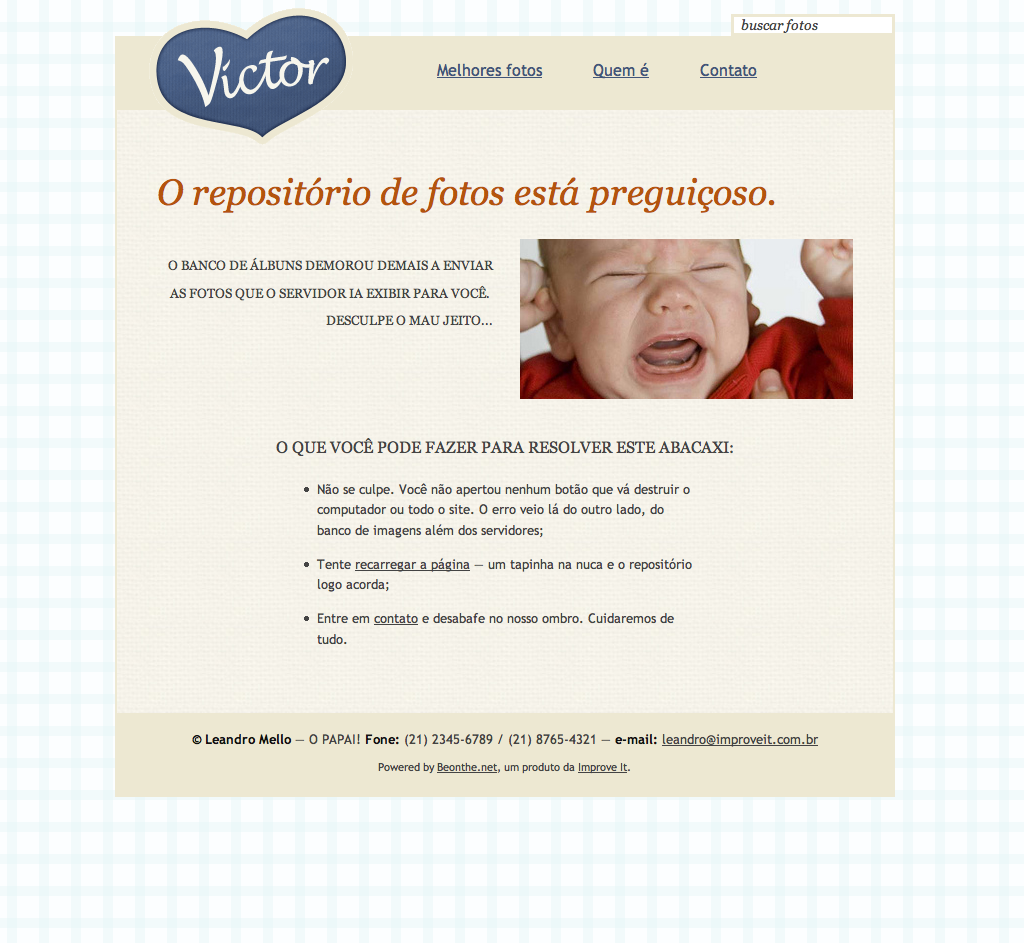 buscar fotos
Victor
Melhores fotos
Quem é
Contato
O repositório de fotos está preguiçoso.
O BANCO DE ÁLBUNS DEMOROU DEMAIS A ENVIAR
AS FOTOS QUE O SERVIDOR IA EXIBIR PARA VOCÊ.
DESCULPE O MAU JEITO...
O QUE VOCÊ PODE FAZER PARA RESOLVER ESTE ABACAXI:
• Não se culpe. Você não apertou nenhum botão que vá destruir o
computador ou todo o site. O erro veio lá do outro lado, do
banco de imagens além dos servidores;
• Tente recarregar a página — um tapinha na nuca e o repositório
logo acorda;
• Entre em contato e desabafe no nosso ombro. Cuidaremos de
tudo.
© Leandro Mello — O PAPAI! Fone: (21) 2345-6789 / (21) 8765-4321 — e-mail: leandro@improveit.com.br
Powered by Beonthe.net, um produto da Improve It.